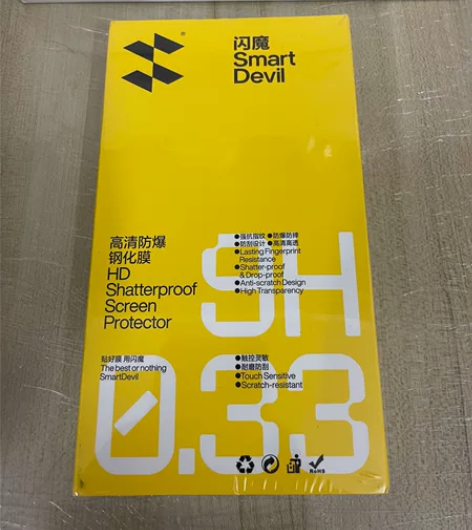 闪魔
Smart
Devil
高清防爆
钢化膜
HD
Shatterproof
Screen
Protector
●强抗指纹 ●防爆防摔
●防刮设计 ●高清高透
●Lasting Fingerprint
Resistance
●Shatter-proof
& Drop-proof
●Anti-scratch Design
●High Transparency
SH
贴好膜 用闪魔
The best or nothing
SmartDevil
●触控灵敏
●耐磨防刮
●Touch Sensitive
●Scratch-resistant
0.33
RoHS